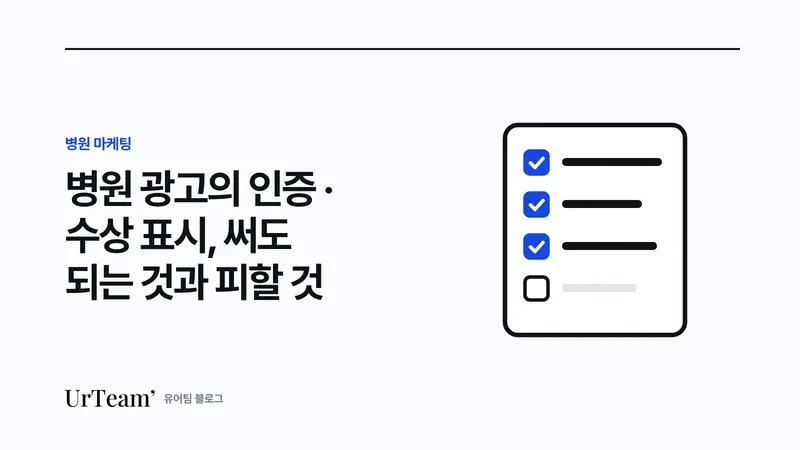 병원 마케팅
병원 광고의 인증 ·
수상 표시, 써도
되는 것과 피할 것
UrTeam’ 유어팀 블로그